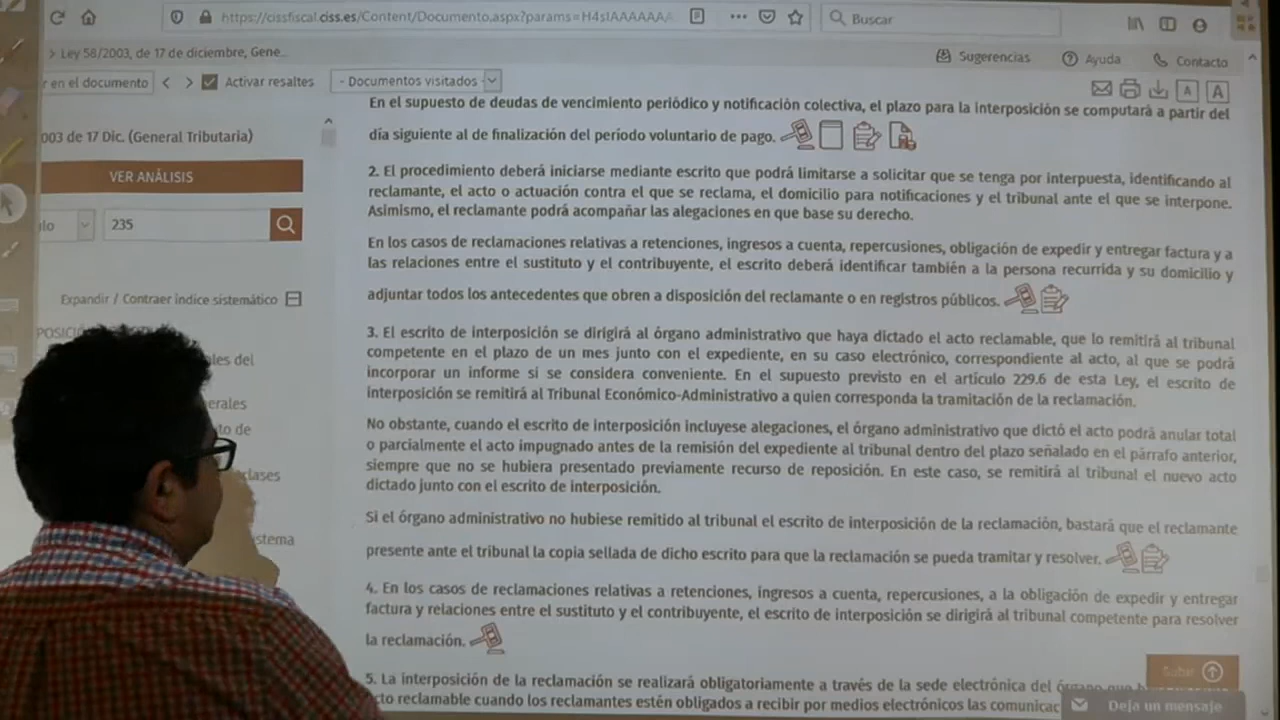 https://cissfiscal.ciss.es/Content/Documento.aspx?params=H4sIAAAAAAA
Buscar
> Ley 58/2003, de 17 de diciembre, Gene...
Sugerencias
Ayuda
Contacto
r en el documento
Activar resaltes
- Documentos visitados -
En el supuesto de deudas de vencimiento periódico y notificación colectiva, el plazo para la interposición se computará a partir del
día siguiente al de finalización del período voluntario de pago.
003 de 17 Dic. (General Tributaria)
VER ANÁLISIS
lo
235
Expandir / Contraer índice sistemático
ales del
erales
to de
clases
istema
2. El procedimiento deberá iniciarse mediante escrito que podrá limitarse a solicitar que se tenga por interpuesta, identificando al
reclamante, el acto o actuación contra el que se reclama, el domicilio para notificaciones y el tribunal ante el que se interpone.
Asimismo, el reclamante podrá acompañar las alegaciones en que base su derecho.
En los casos de reclamaciones relativas a retenciones, ingresos a cuenta, repercusiones, obligación de expedir y entregar factura y a
las relaciones entre el sustituto y el contribuyente, el escrito deberá identificar también a la persona recurrida y su domicilio y
adjuntar todos los antecedentes que obren a disposición del reclamante o en registros públicos.
3. El escrito de interposición se dirigirá al órgano administrativo que haya dictado el acto reclamable, que lo remitirá al tribunal
competente en el plazo de un mes junto con el expediente, en su caso electrónico, correspondiente al acto, al que se podrá
incorporar un informe si se considera conveniente. En el supuesto previsto en el artículo 229.6 de esta Ley, el escrito de
interposición se remitirá al Tribunal Económico-Administrativo a quien corresponda la tramitación de la reclamación.
No obstante, cuando el escrito de interposición incluyese alegaciones, el órgano administrativo que dictó el acto podrá anular total
o parcialmente el acto impugnado antes de la remisión del expediente al tribunal dentro del plazo señalado en el párrafo anterior,
siempre que no se hubiera presentado previamente recurso de reposición. En este caso, se remitirá al tribunal el nuevo acto
dictado junto con el escrito de interposición.
Si el órgano administrativo no hubiese remitido al tribunal el escrito de interposición de la reclamación, bastará que el reclamante
presente ante el tribunal la copia sellada de dicho escrito para que la reclamación se pueda tramitar y resolver.
4. En los casos de reclamaciones relativas a retenciones, ingresos a cuenta, repercusiones, a la obligación de expedir y entregar
factura y relaciones entre el sustituto y el contribuyente, el escrito de interposición se dirigirá al tribunal competente para resolver
la reclamación.
5. La interposición de la reclamación se realizará obligatoriamente a través de la sede electrónica del
cto reclamable cuando los reclamantes estén obligados a recibir por medios electrónicos las comunicac
Subir
Deja un mensaje